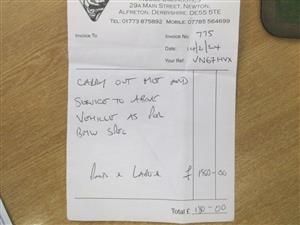 29A MAIN STREET, NEWTON,
ALFRETON, DERBYSHIRE DE55 5TE
TEL: 01773 875892 MOBILE: 07785 564699
Invoice To
Invoice No: 775
Date: 14/2/24
Your Ref: VN67HVX
CARRY OUT MOT AND
SERVICE TO ABOVE
VEHICLE AS PER
BMW SPEC
PARTS & LABOUR £ 180-00
Total £ 180-00